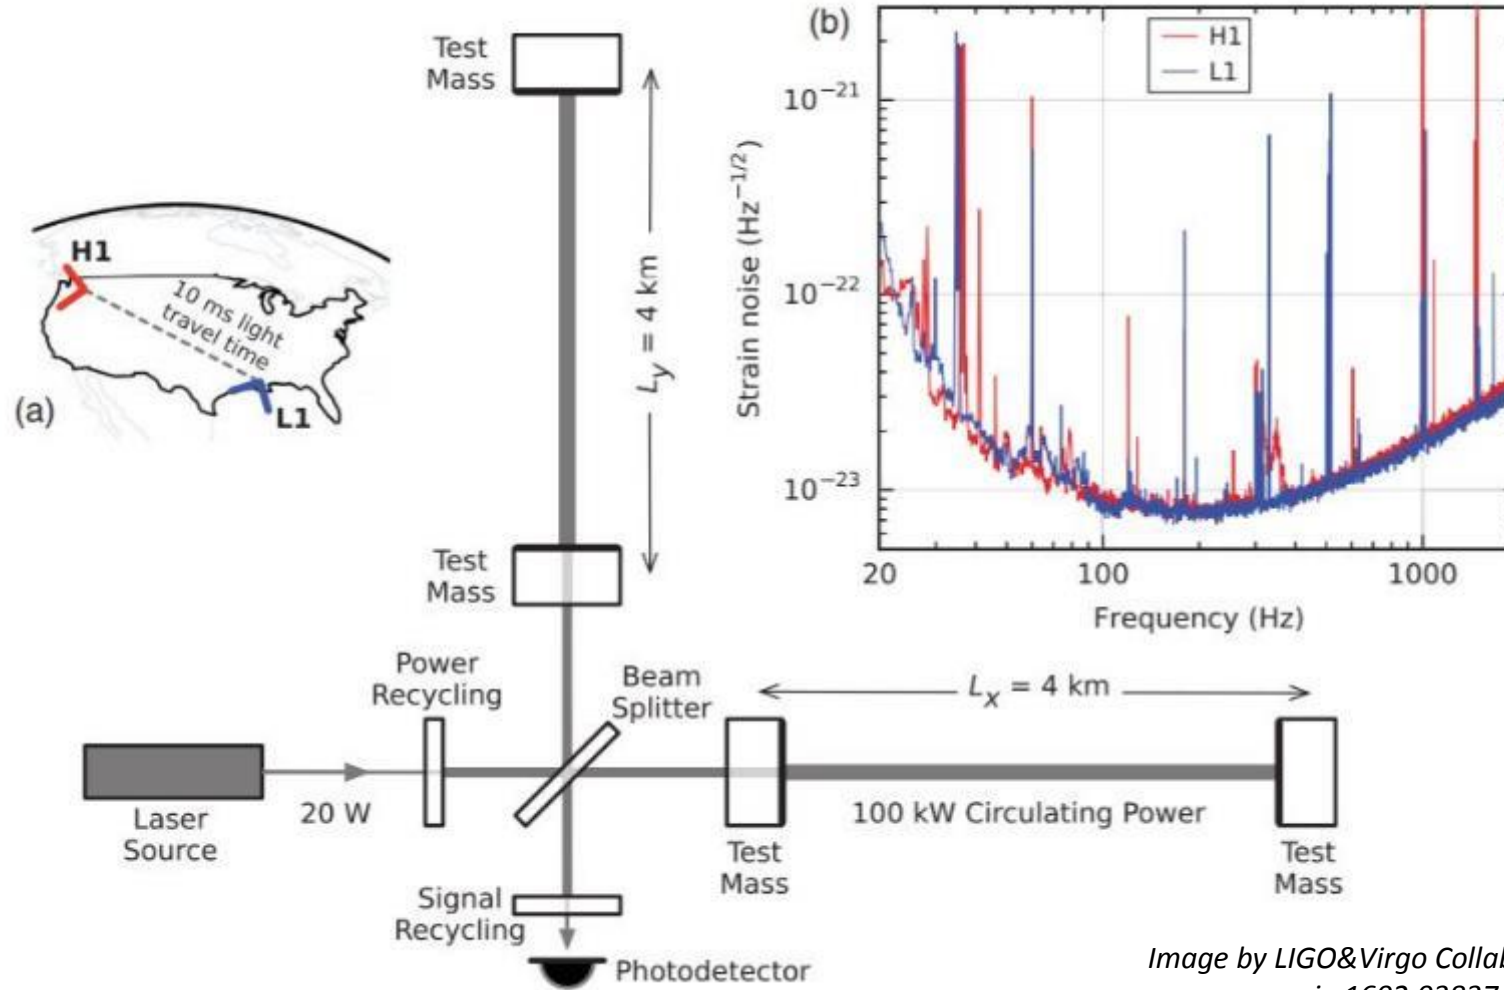 Test
Mass
(b)
H1
L1
10⁻²¹
10⁻²²
10⁻²³
Strain noise (Hz⁻¹/²)
20
100
1000
Frequency (Hz)
H1
10 ms light
travel time
L1
(a)
L_y = 4 km
Test
Mass
Power
Recycling
Beam
Splitter
L_x = 4 km
Laser
Source
20 W
100 kW Circulating Power
Test
Mass
Test
Mass
Signal
Recycling
Photodetector
Image by LIGO&Virgo Collab